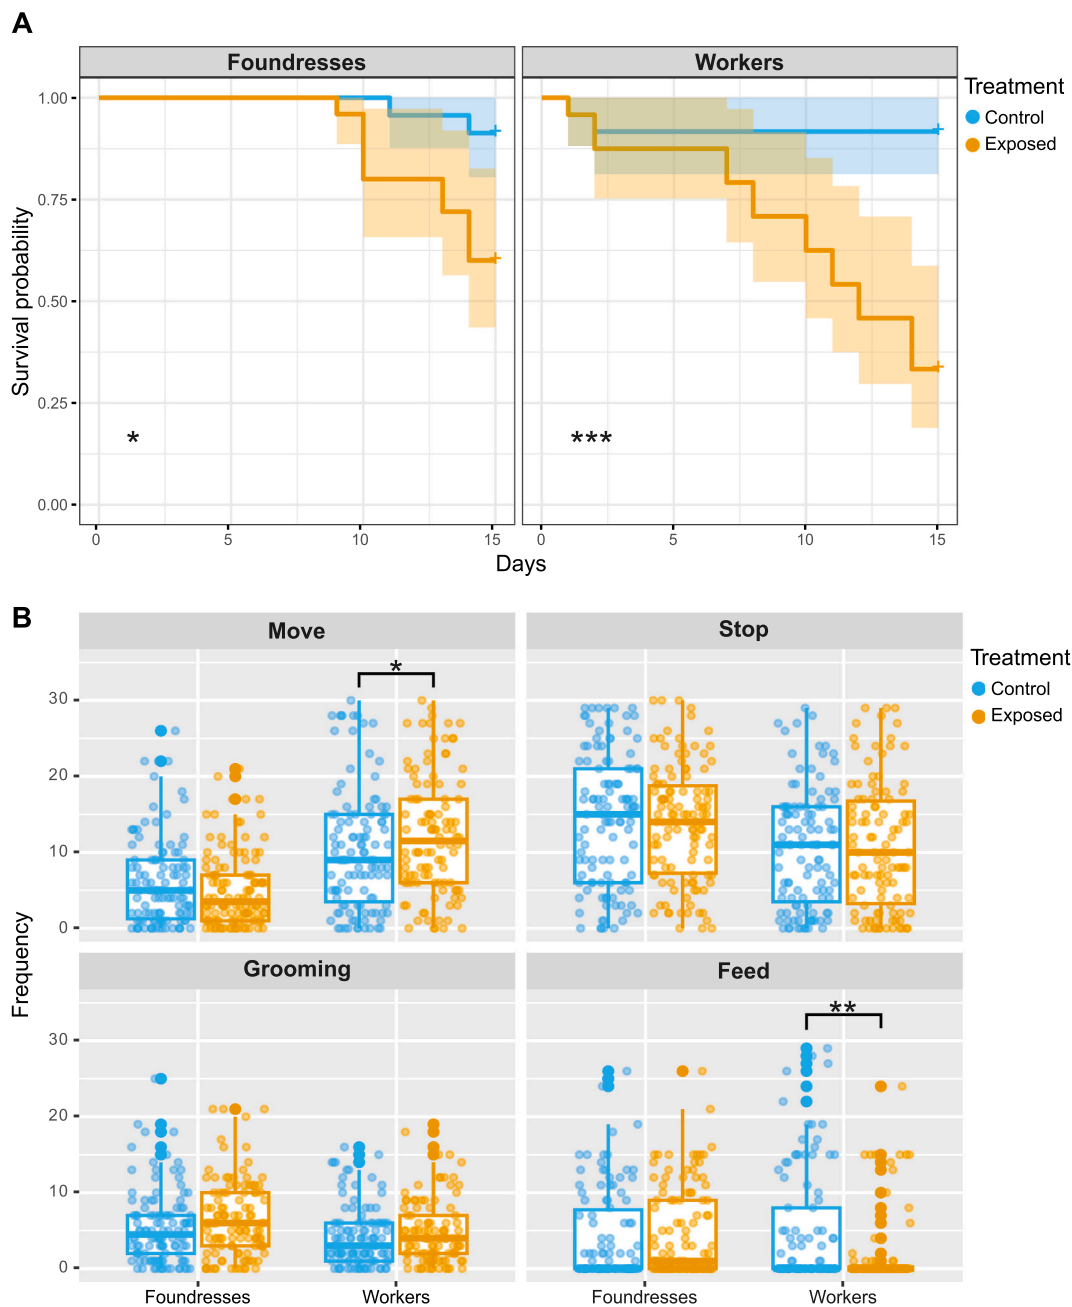 A
Foundresses
Workers
Treatment
Control
Exposed
Survival probability
1.00
0.75
0.50
0.25
0.00
*
***
0
5
10
15
0
5
10
15
Days
B
Move
Stop
Treatment
Control
Exposed
Frequency
30
20
10
0
*
Grooming
Feed
30
20
10
0
**
Foundresses
Workers
Foundresses
Workers